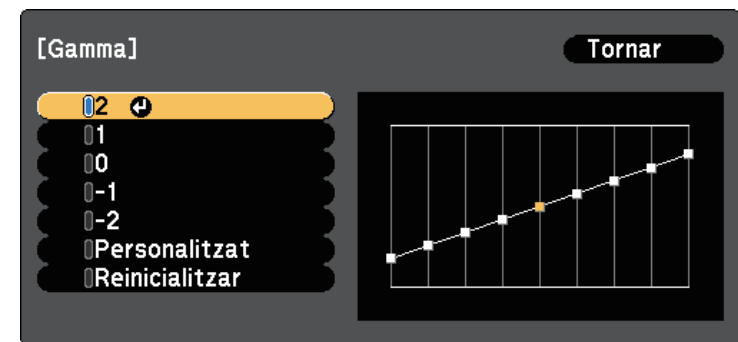 [Gamma]
Tornar
2
1
0
-1
-2
Personalitzat
Reinicialitzar